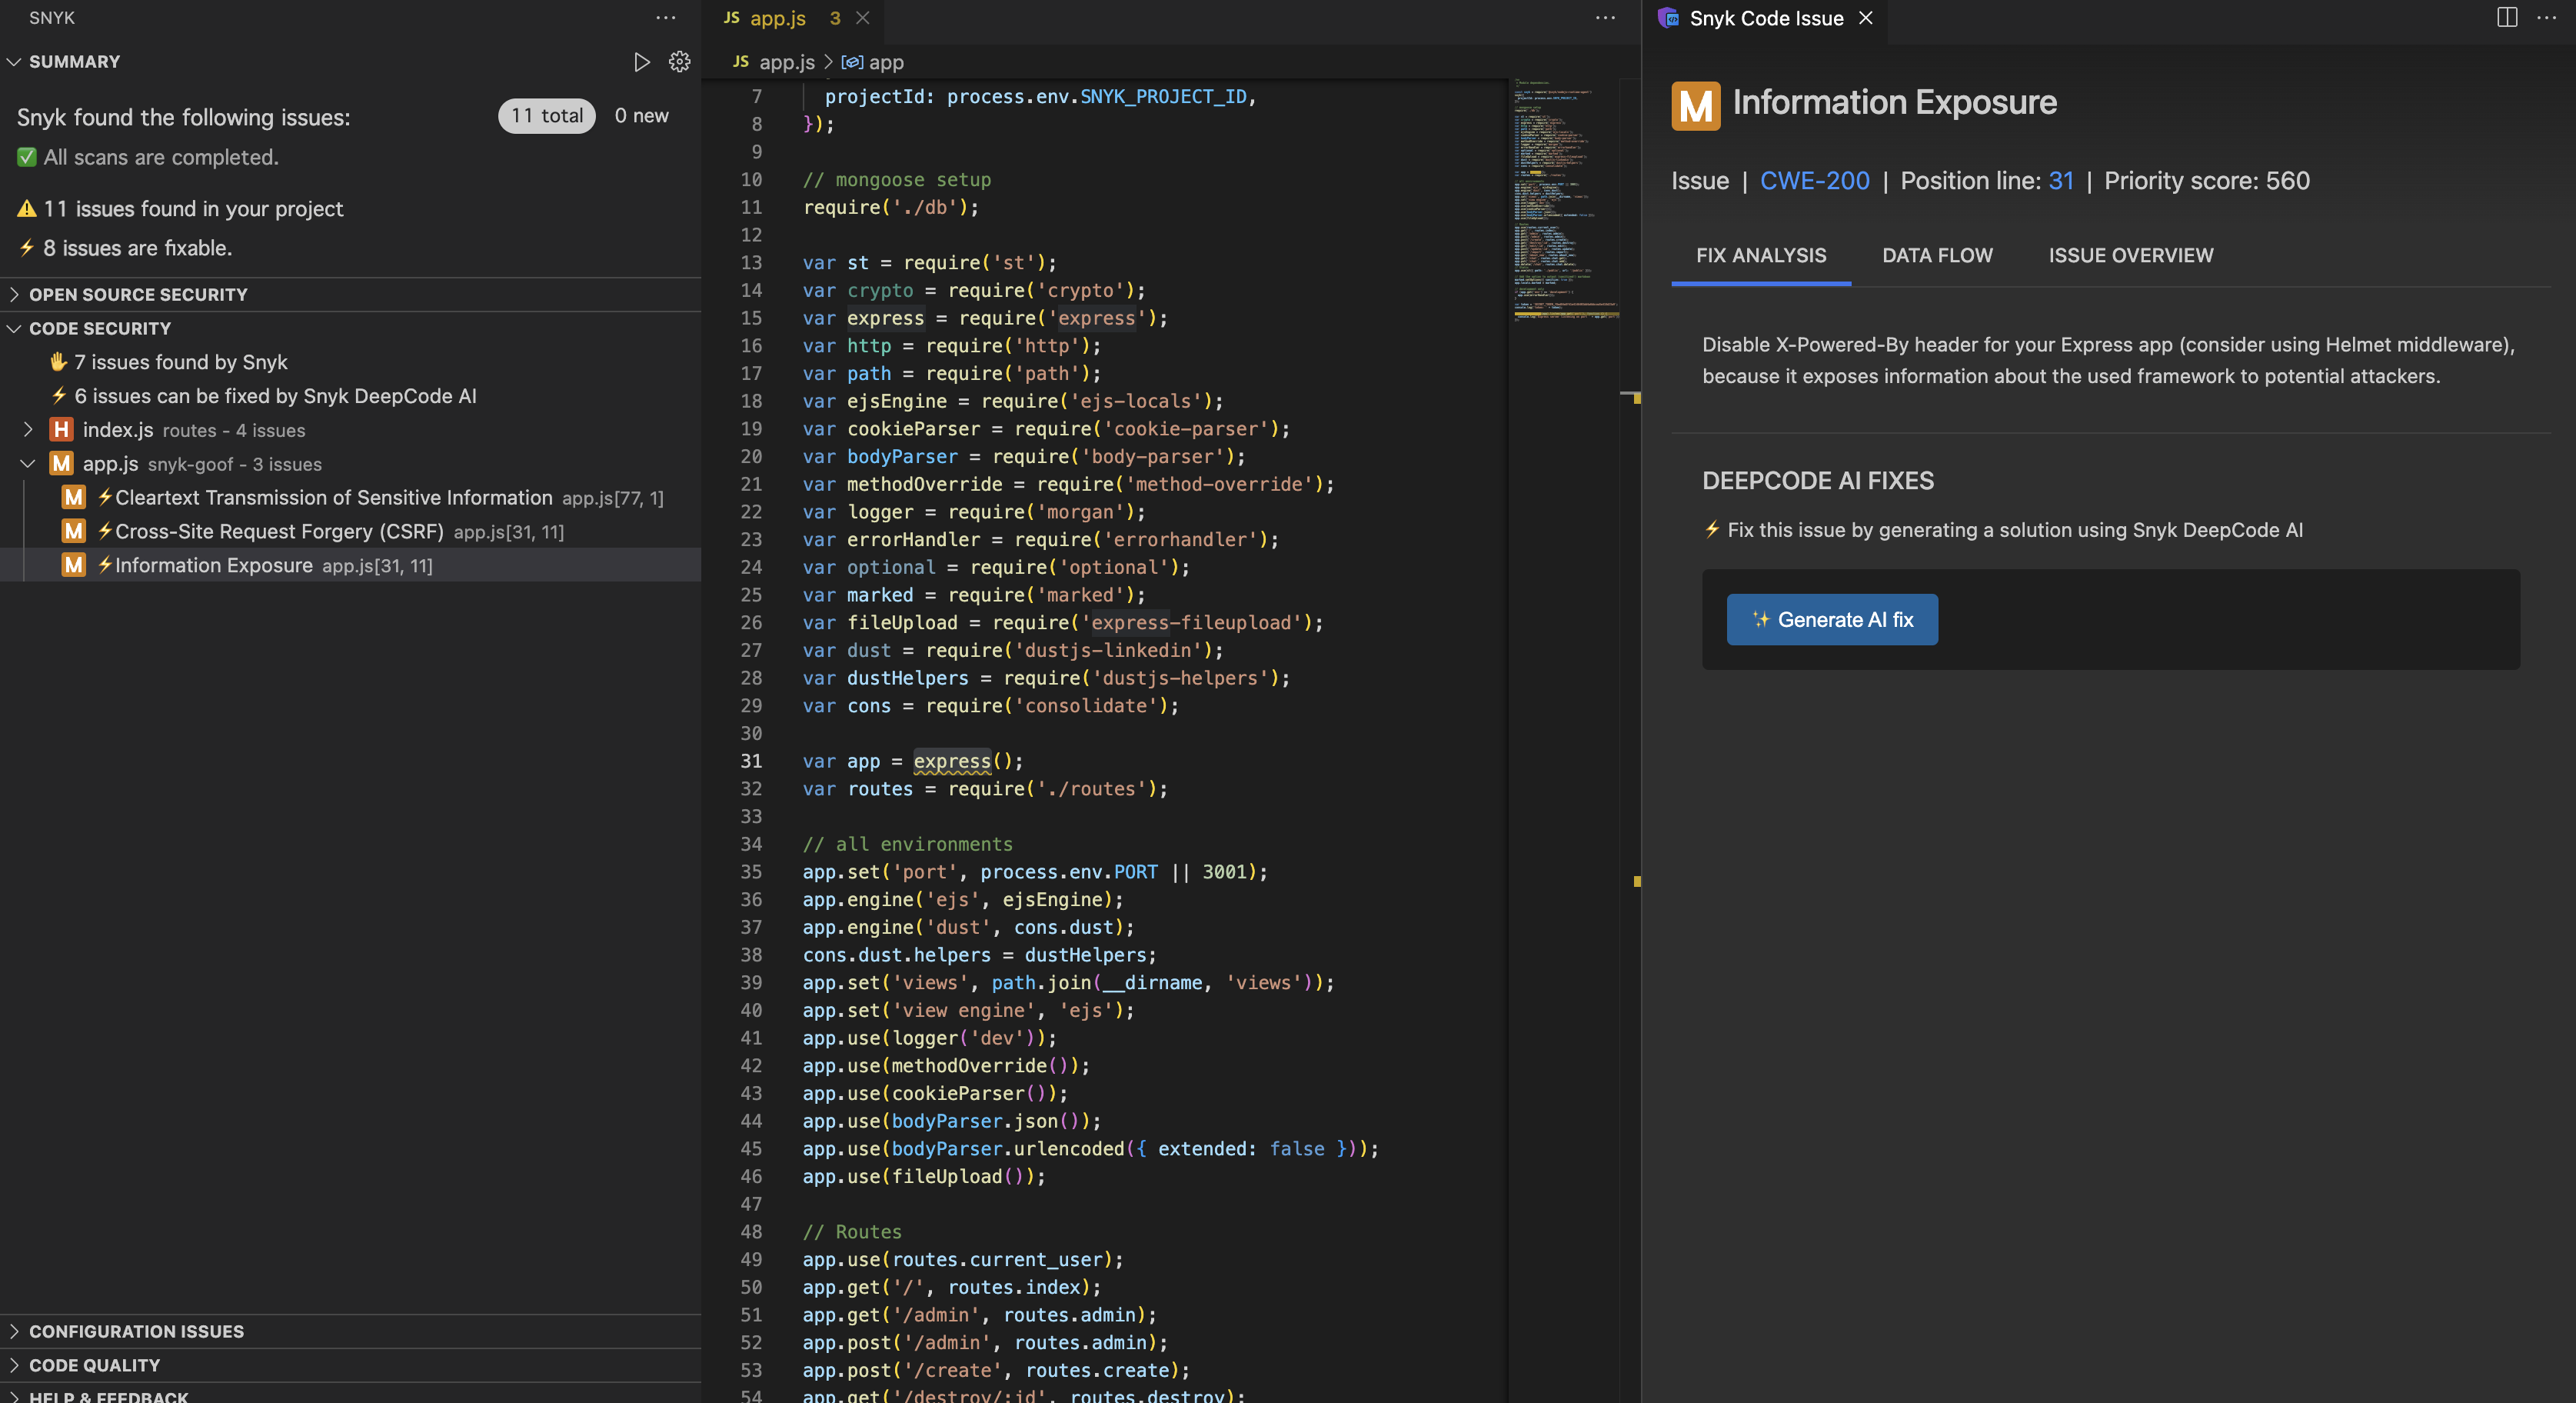 SNYK
SUMMARY
Snyk found the following issues: 11 total 0 new
All scans are completed.
11 issues found in your project
8 issues are fixable.
OPEN SOURCE SECURITY
CODE SECURITY
7 issues found by Snyk
6 issues can be fixed by Snyk DeepCode AI
H index.js routes - 4 issues
M app.js snyk-goof - 3 issues
M Cleartext Transmission of Sensitive Information app.js[77, 1]
M Cross-Site Request Forgery (CSRF) app.js[31, 11]
M Information Exposure app.js[31, 11]
CONFIGURATION ISSUES
CODE QUALITY
HELP & FEEDBACK
JS app.js 3
JS app.js > app
7 projectId: process.env.SNYK_PROJECT_ID,
8 });
9
10 // mongoose setup
11 require('./db');
12
13 var st = require('st');
14 var crypto = require('crypto');
15 var express = require('express');
16 var http = require('http');
17 var path = require('path');
18 var ejsEngine = require('ejs-locals');
19 var cookieParser = require('cookie-parser');
20 var bodyParser = require('body-parser');
21 var methodOverride = require('method-override');
22 var logger = require('morgan');
23 var errorHandler = require('errorhandler');
24 var optional = require('optional');
25 var marked = require('marked');
26 var fileUpload = require('express-fileupload');
27 var dust = require('dustjs-linkedin');
28 var dustHelpers = require('dustjs-helpers');
29 var cons = require('consolidate');
30
31 var app = express();
32 var routes = require('./routes');
33
34 // all environments
35 app.set('port', process.env.PORT || 3001);
36 app.engine('ejs', ejsEngine);
37 app.engine('dust', cons.dust);
38 cons.dust.helpers = dustHelpers;
39 app.set('views', path.join(__dirname, 'views'));
40 app.set('view engine', 'ejs');
41 app.use(logger('dev'));
42 app.use(methodOverride());
43 app.use(cookieParser());
44 app.use(bodyParser.json());
45 app.use(bodyParser.urlencoded({ extended: false }));
46 app.use(fileUpload());
47
48 // Routes
49 app.use(routes.current_user);
50 app.get('/', routes.index);
51 app.get('/admin', routes.admin);
52 app.post('/admin', routes.admin);
53 app.post('/create', routes.create);
54 app.get('/destroy/:id', routes.destroy);
Snyk Code Issue
M Information Exposure
Issue | CWE-200 | Position line: 31 | Priority score: 560
FIX ANALYSIS DATA FLOW ISSUE OVERVIEW
Disable X-Powered-By header for your Express app (consider using Helmet middleware),
because it exposes information about the used framework to potential attackers.
DEEPCODE AI FIXES
Fix this issue by generating a solution using Snyk DeepCode AI
Generate AI fix